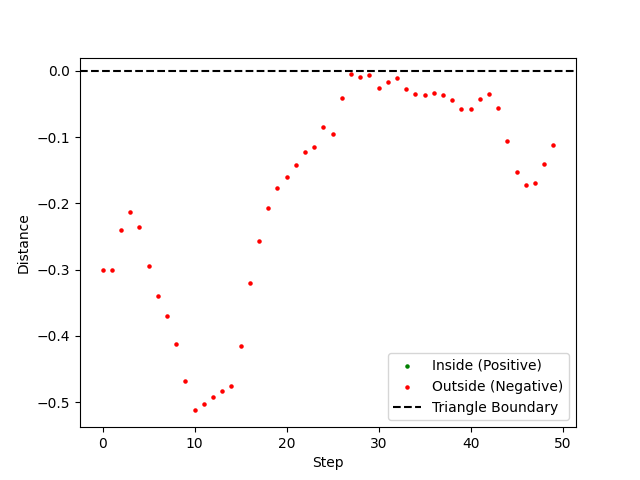 0.0
−0.1
−0.2
−0.3
−0.4
−0.5
Distance
0 10 20 30 40 50
Step
Inside (Positive)
Outside (Negative)
Triangle Boundary